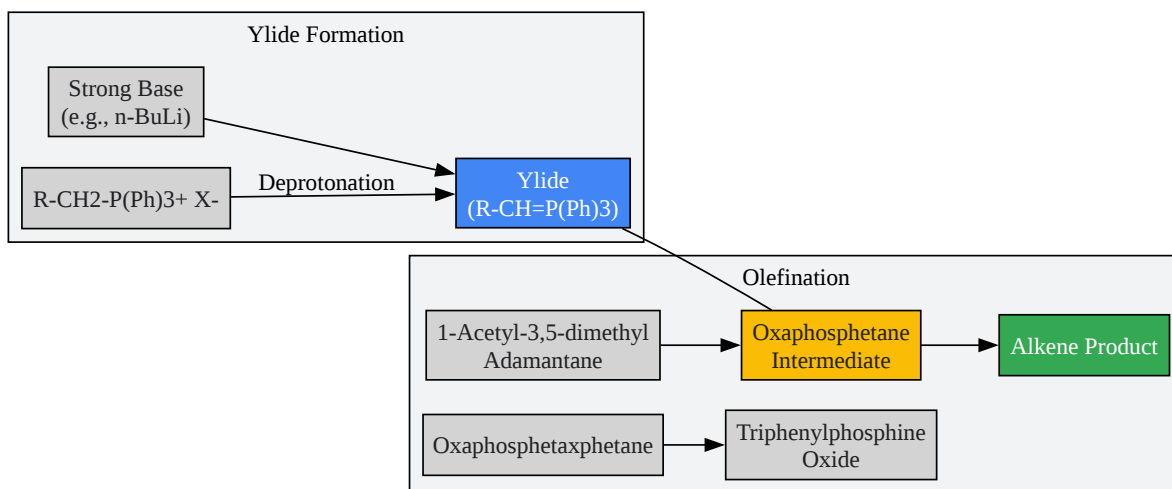 Ylide Formation
Strong Base
(e.g., n-BuLi)
R-CH2-P(Ph)3+ X-
Deprotonation
Ylide
(R-CH=P(Ph)3)
Olefination
1-Acetyl-3,5-dimethyl
Adamantane
Oxaphosphetane
Intermediate
Alkene Product
Oxaphosphetaxphetane
Triphenylphosphine
Oxide